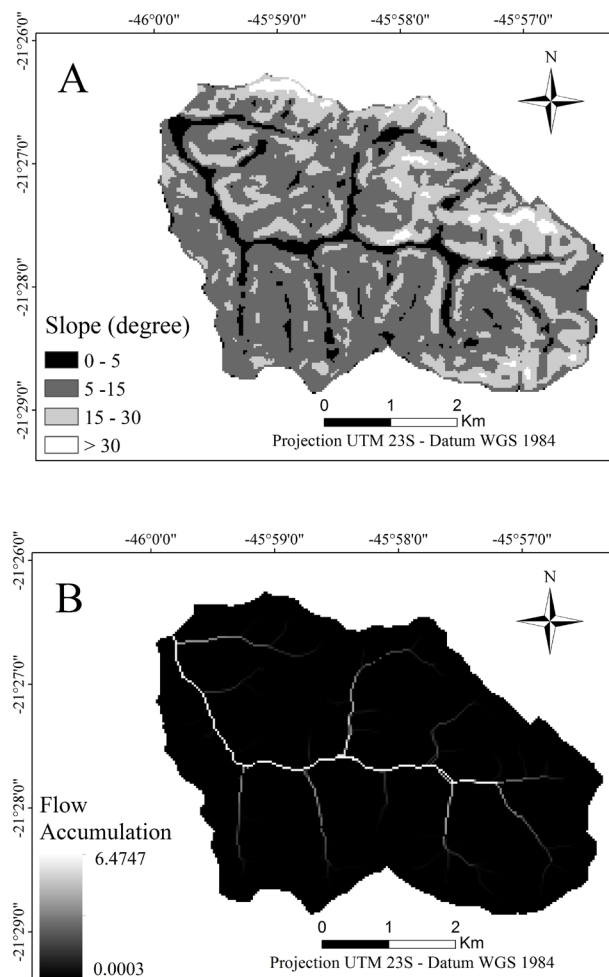 -46°0'0" -45°59'0" -45°58'0" -45°57'0"
-21°26'0"
A
N
-21°27'0"
-21°28'0"
Slope (degree)
0 - 5
5 -15
15 - 30
> 30
-21°29'0"
0 1 2
Km
Projection UTM 23S - Datum WGS 1984
-46°0'0" -45°59'0" -45°58'0" -45°57'0"
-21°26'0"
B
N
-21°27'0"
-21°28'0"
Flow
Accumulation
6.4747
0.0003
-21°29'0"
0 1 2
Km
Projection UTM 23S - Datum WGS 1984